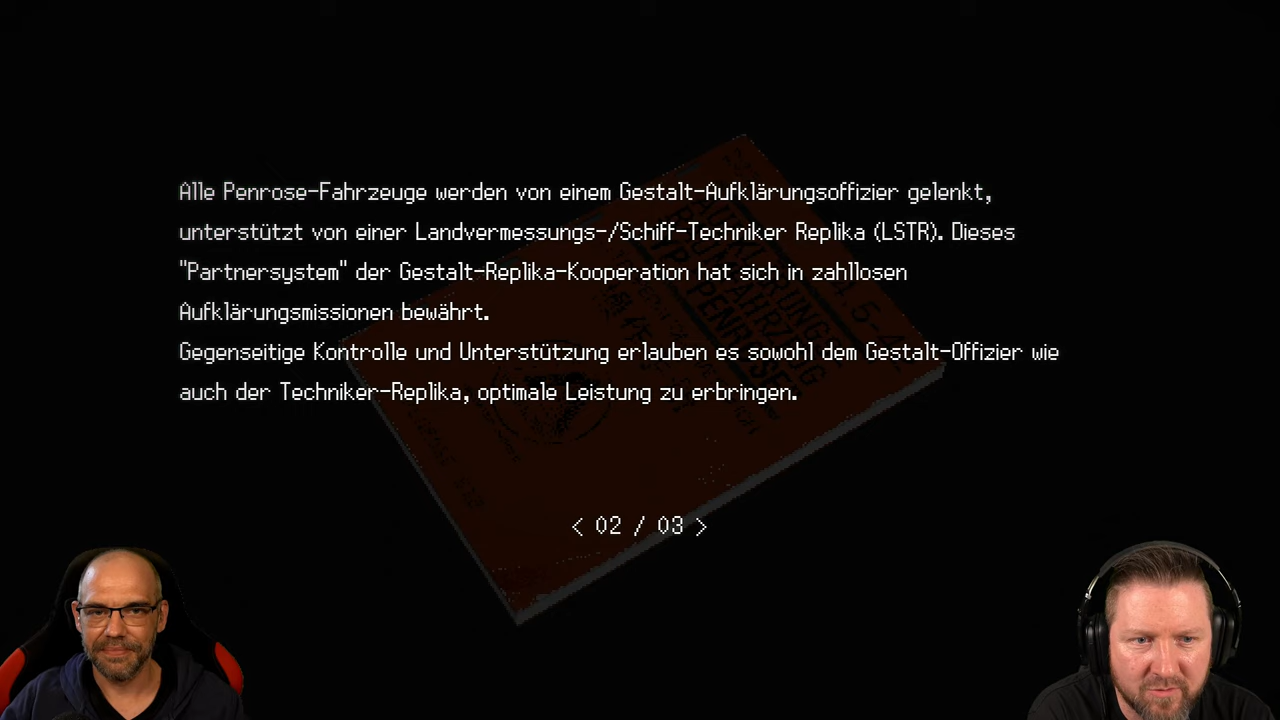 Alle Penrose-Fahrzeuge werden von einem Gestalt-Aufklärungsoffizier gelenkt,
unterstützt von einer Landvermessungs-/Schiff-Techniker Replika (LSTR). Dieses
"Partnersystem" der Gestalt-Replika-Kooperation hat sich in zahllosen
Aufklärungsmissionen bewährt.
Gegenseitige Kontrolle und Unterstützung erlauben es sowohl dem Gestalt-Offizier wie
auch der Techniker-Replika, optimale Leistung zu erbringen.
< 02 / 03 >